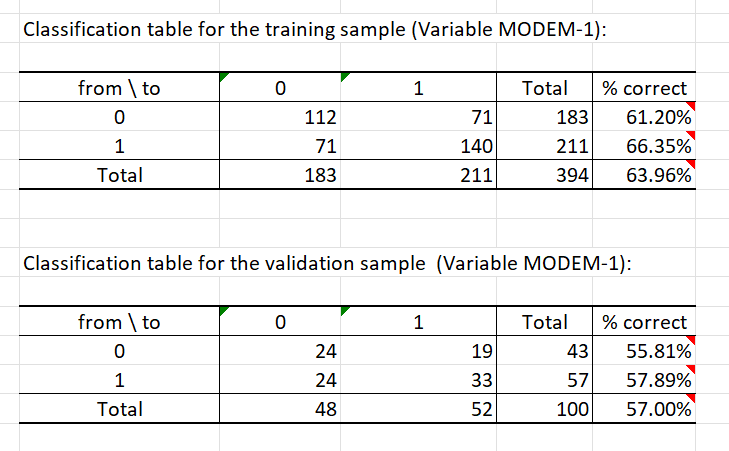 Classification table for the training sample (Variable MODEM-1):
from \ to 0 1 Total % correct
0 112 71 183 61.20%
1 71 140 211 66.35%
Total 183 211 394 63.96%
Classification table for the validation sample  (Variable MODEM-1):
from \ to 0 1 Total % correct
0 24 19 43 55.81%
1 24 33 57 57.89%
Total 48 52 100 57.00%